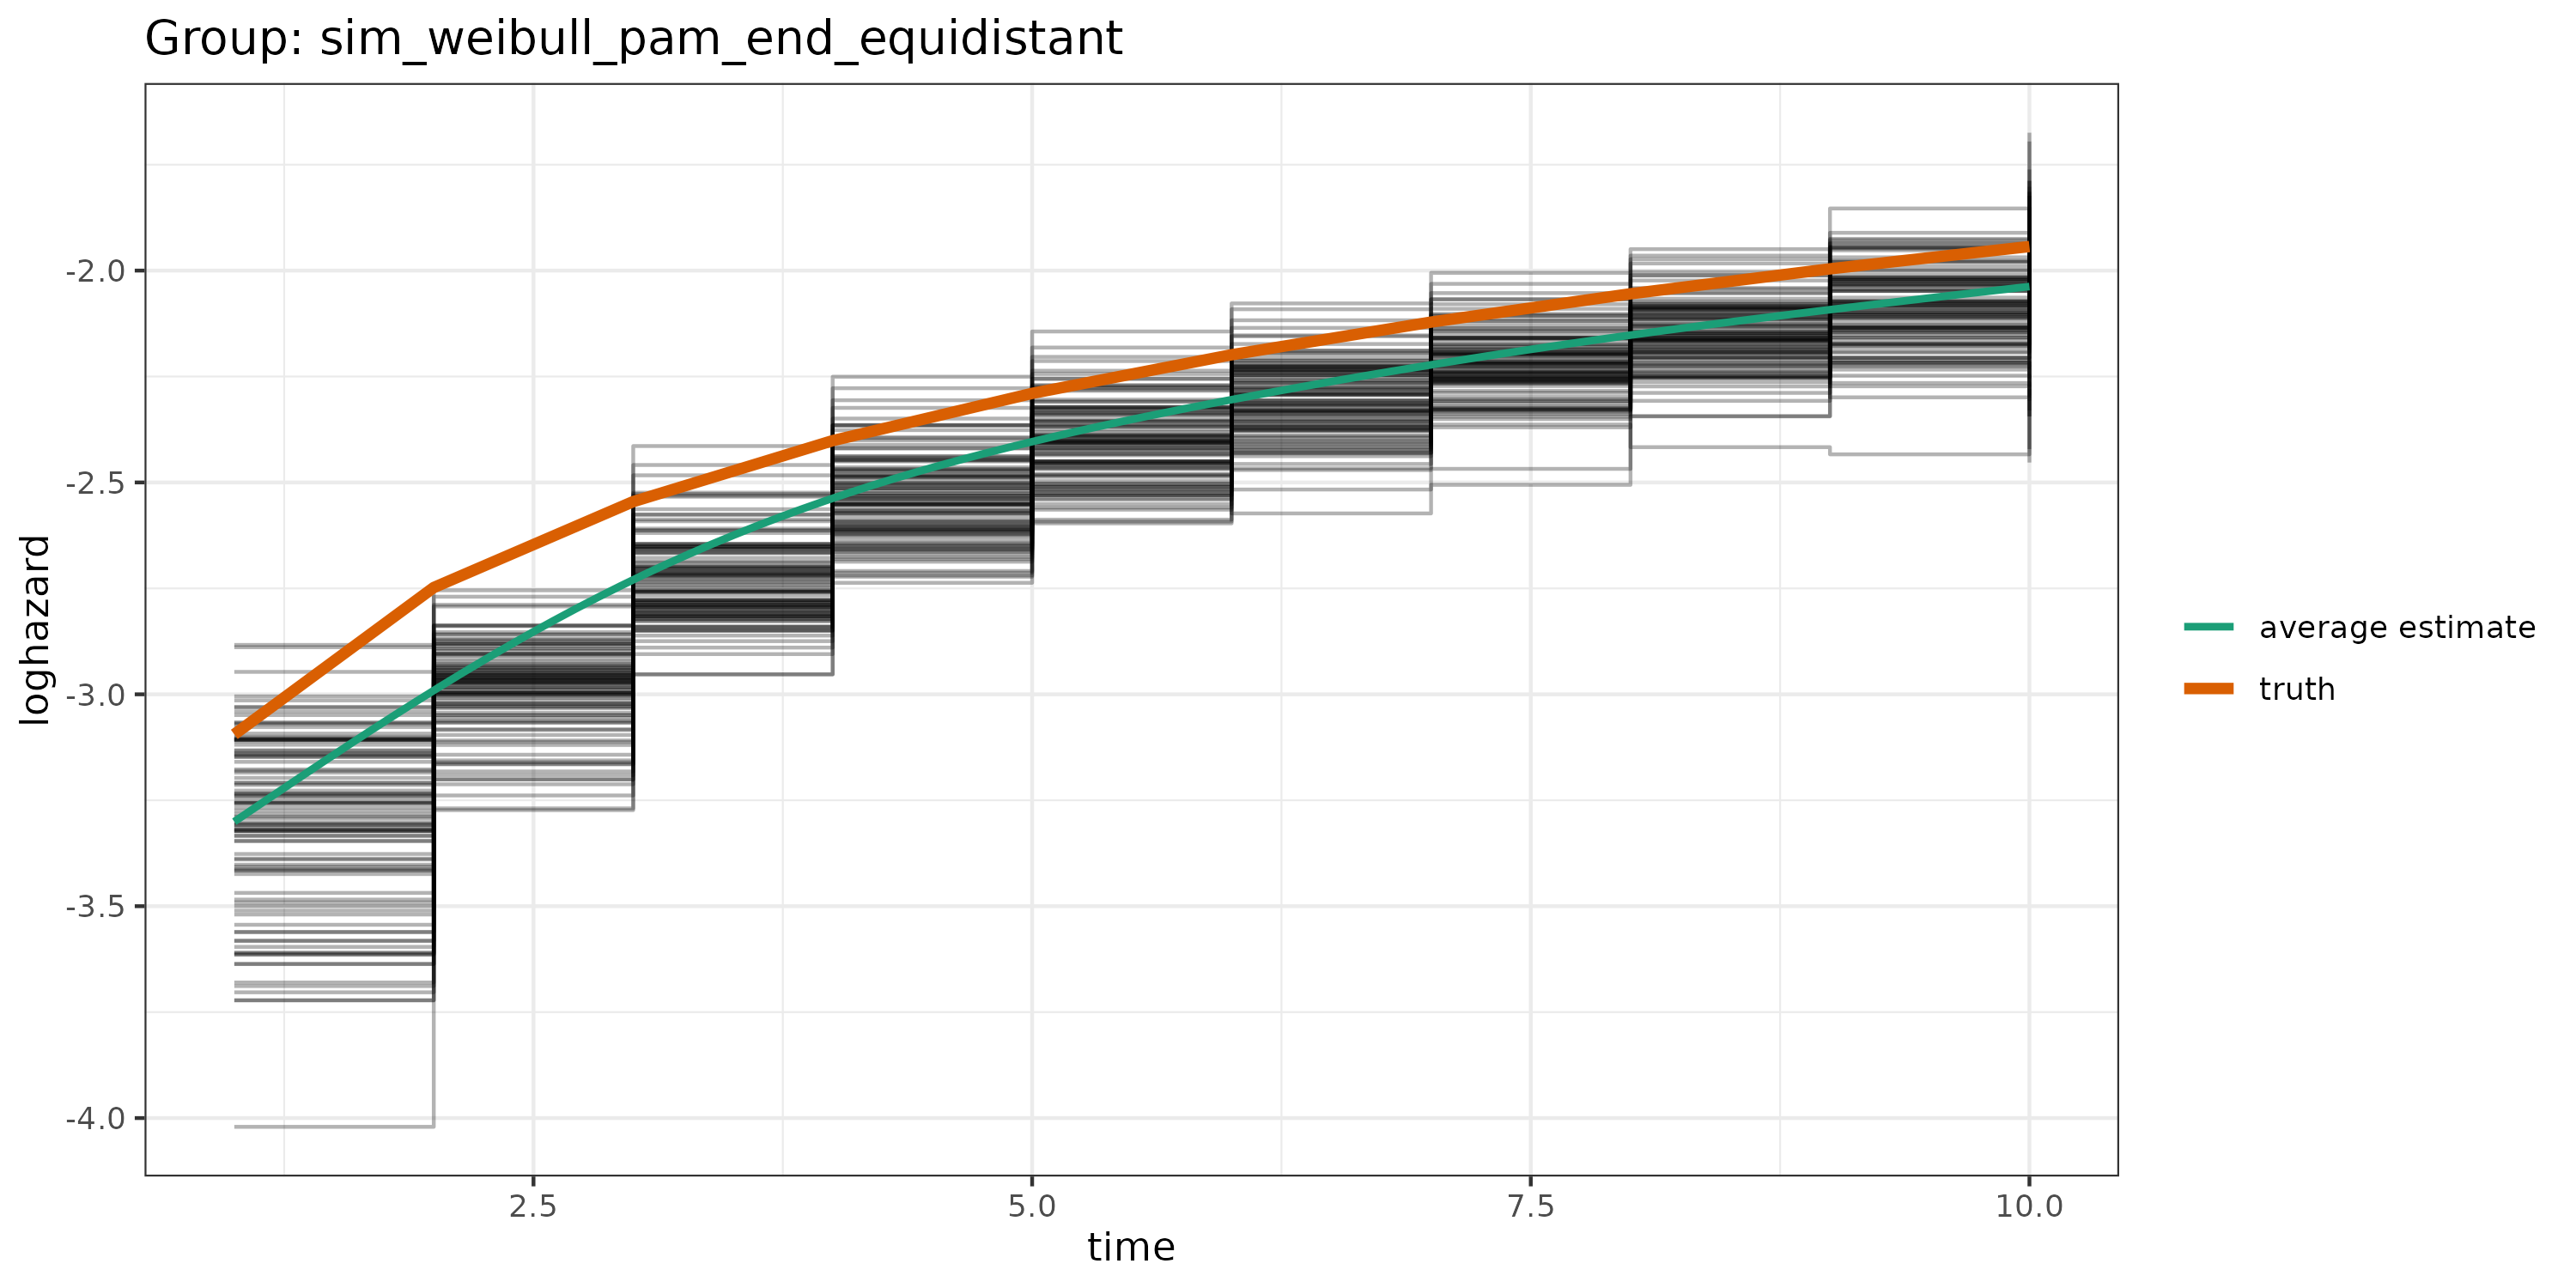 Group: sim_weibull_pam_end_equidistant
loghazard
-2.0
-2.5
-3.0
-3.5
-4.0
2.5
5.0
7.5
10.0
time
average estimate
truth